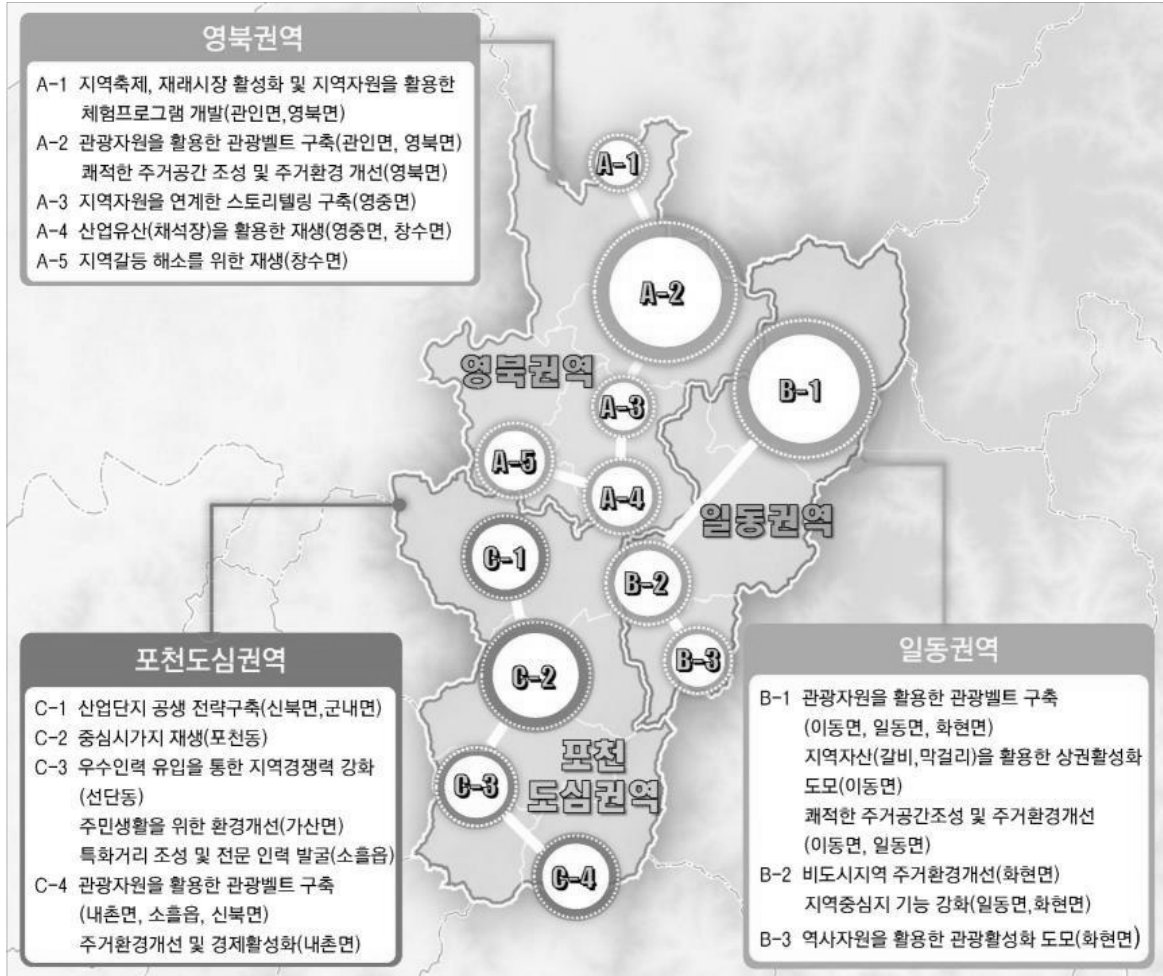 영북권역
A-1 지역축제, 재래시장 활성화 및 지역자원을 활용한
체험프로그램 개발(관인면,영북면)
A-2 관광자원을 활용한 관광벨트 구축(관인면, 영북면)
쾌적한 주거공간 조성 및 주거환경 개선(영북면)
A-3 지역자원을 연계한 스토리텔링 구축(영중면)
A-4 산업유산(채석장)을 활용한 재생(영중면, 창수면)
A-5 지역갈등 해소를 위한 재생(창수면)
A-1
A-2
영북권역
B-1
A-3
A-5
A-4
일동권역
C-1
B-2
B-3
C-2
포천
도심권역
C-3
C-4
포천도심권역
C-1 산업단지 공생 전략구축(신북면,군내면)
C-2 중심시가지 재생(포천동)
C-3 우수인력 유입을 통한 지역경쟁력 강화
(선단동)
주민생활을 위한 환경개선(가산면)
특화거리 조성 및 전문 인력 발굴(소흘읍)
C-4 관광자원을 활용한 관광벨트 구축
(내촌면, 소흘읍, 신북면)
주거환경개선 및 경제활성화(내촌면)
일동권역
B-1 관광자원을 활용한 관광벨트 구축
(이동면, 일동면, 화현면)
지역자산(갈비,막걸리)을 활용한 상권활성화
도모(이동면)
쾌적한 주거공간조성 및 주거환경개선
(이동면, 일동면)
B-2 비도시지역 주거환경개선(화현면)
지역중심지 기능 강화(일동면,화현면)
B-3 역사자원을 활용한 관광활성화 도모(화현면)